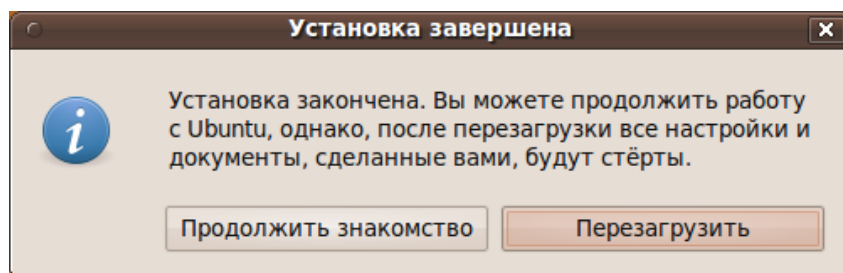 Установка завершена
Установка закончена. Вы можете продолжить работу
с Ubuntu, однако, после перезагрузки все настройки и
документы, сделанные вами, будут стёрты.
Продолжить знакомство
Перезагрузить